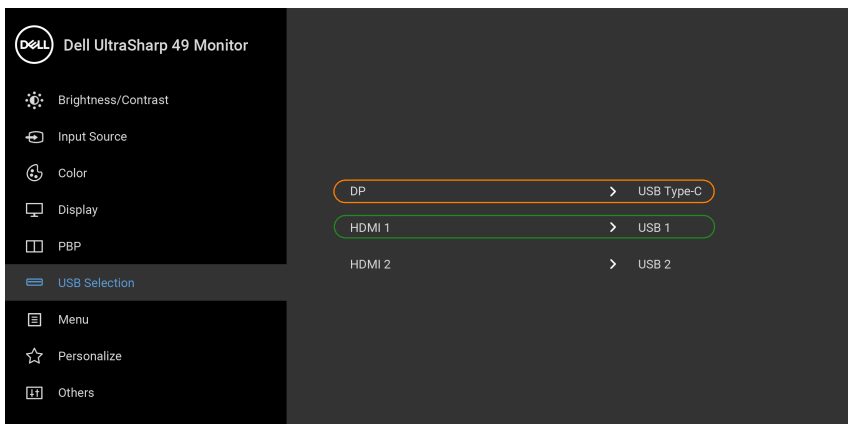 DELL Dell UltraSharp 49 Monitor
Brightness/Contrast
Input Source
Color
Display
PBP
USB Selection
Menu
Personalize
Others
DP > USB Type-C
HDMI 1 > USB 1
HDMI 2 > USB 2